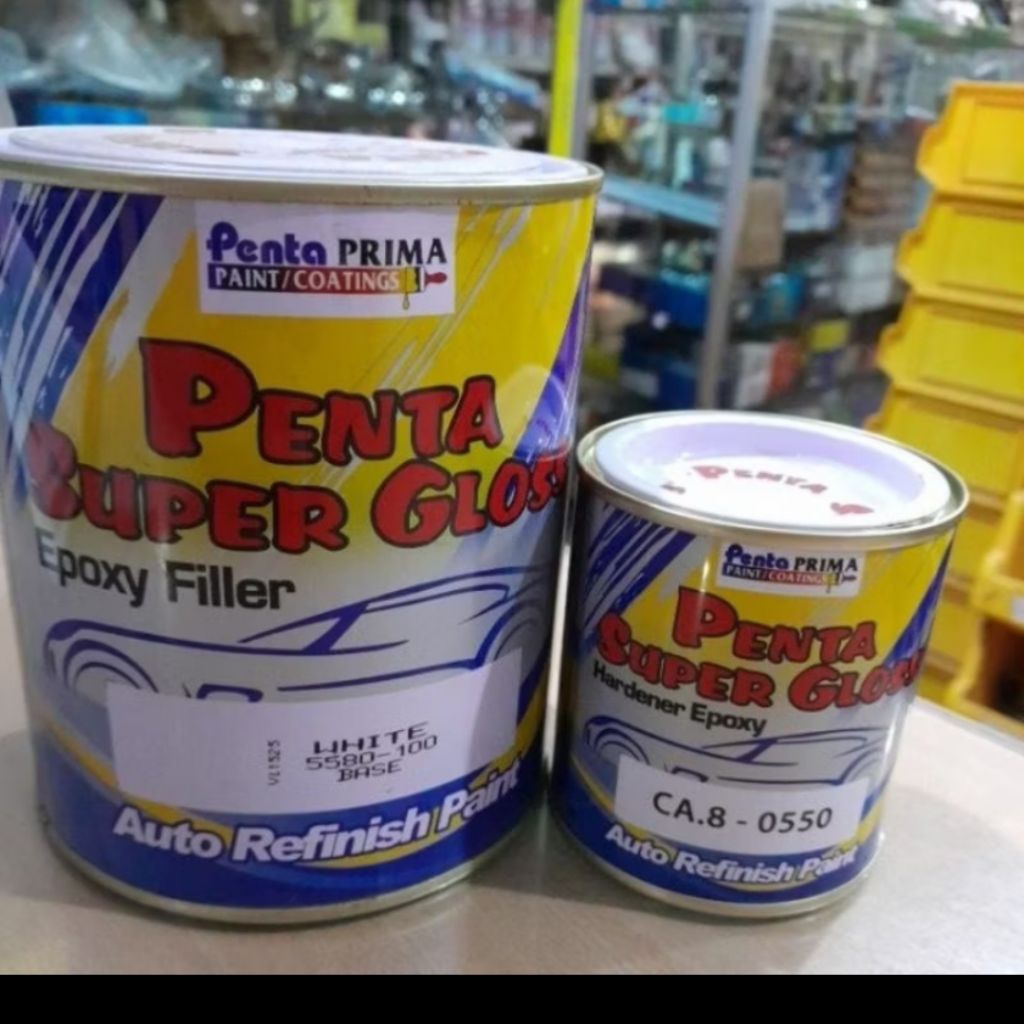 Penta PRIMA
PAINT/COATINGS
PENTA
SUPER GLOSS
Epoxy Filler
WHITE
5580-100
BASE
VL1525
Auto Refinish Paint
PENTA
Penta PRIMA
PAINT/COATINGS
PENTA
SUPER GLOSS
Hardener Epoxy
CA.8 - 0550
Auto Refinish Paint